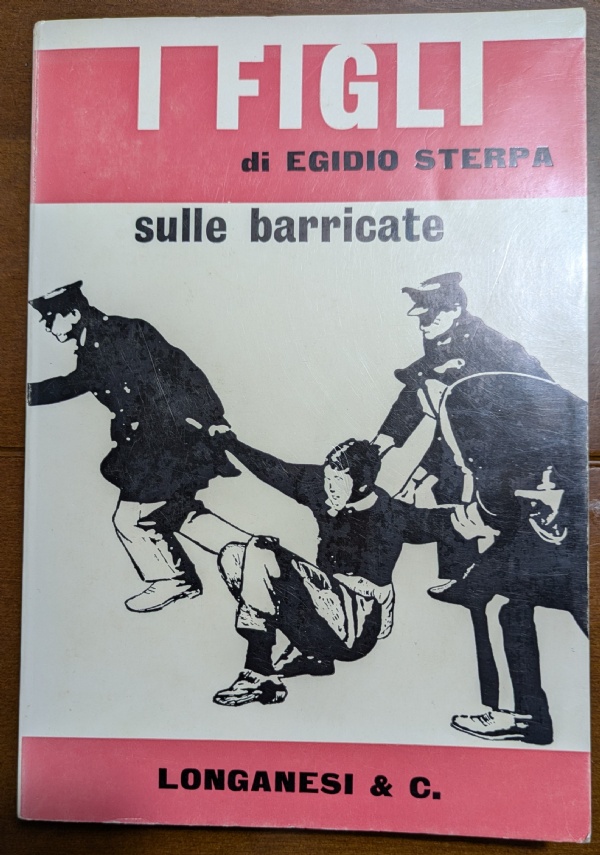 I FIGLI
di EGIDIO STERPA
sulle barricate
LONGANESI & C.